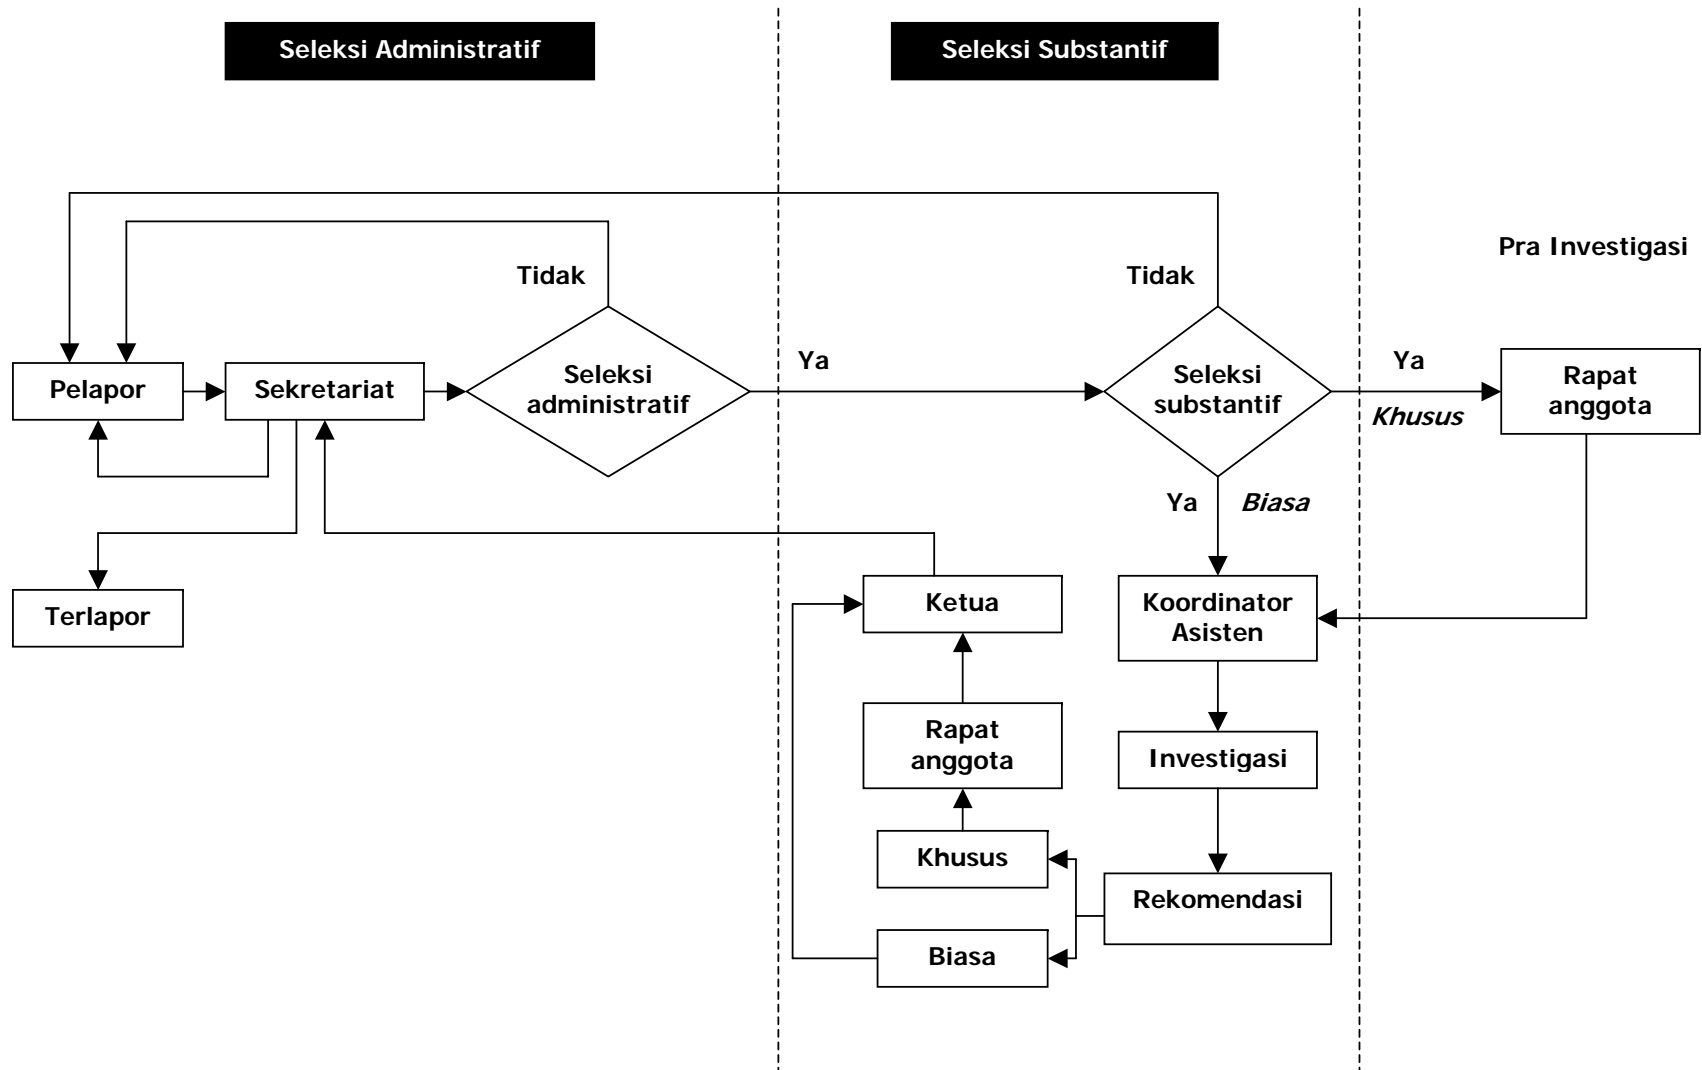 Seleksi Administratif
Seleksi Substantif
Pra Investigasi
Tidak
Tidak
Pelapor
Sekretariat
Seleksi
administratif
Ya
Seleksi
substantif
Ya
Khusus
Rapat
anggota
Ya
Biasa
Terlapor
Ketua
Koordinator
Asisten
Rapat
anggota
Investigasi
Khusus
Rekomendasi
Biasa